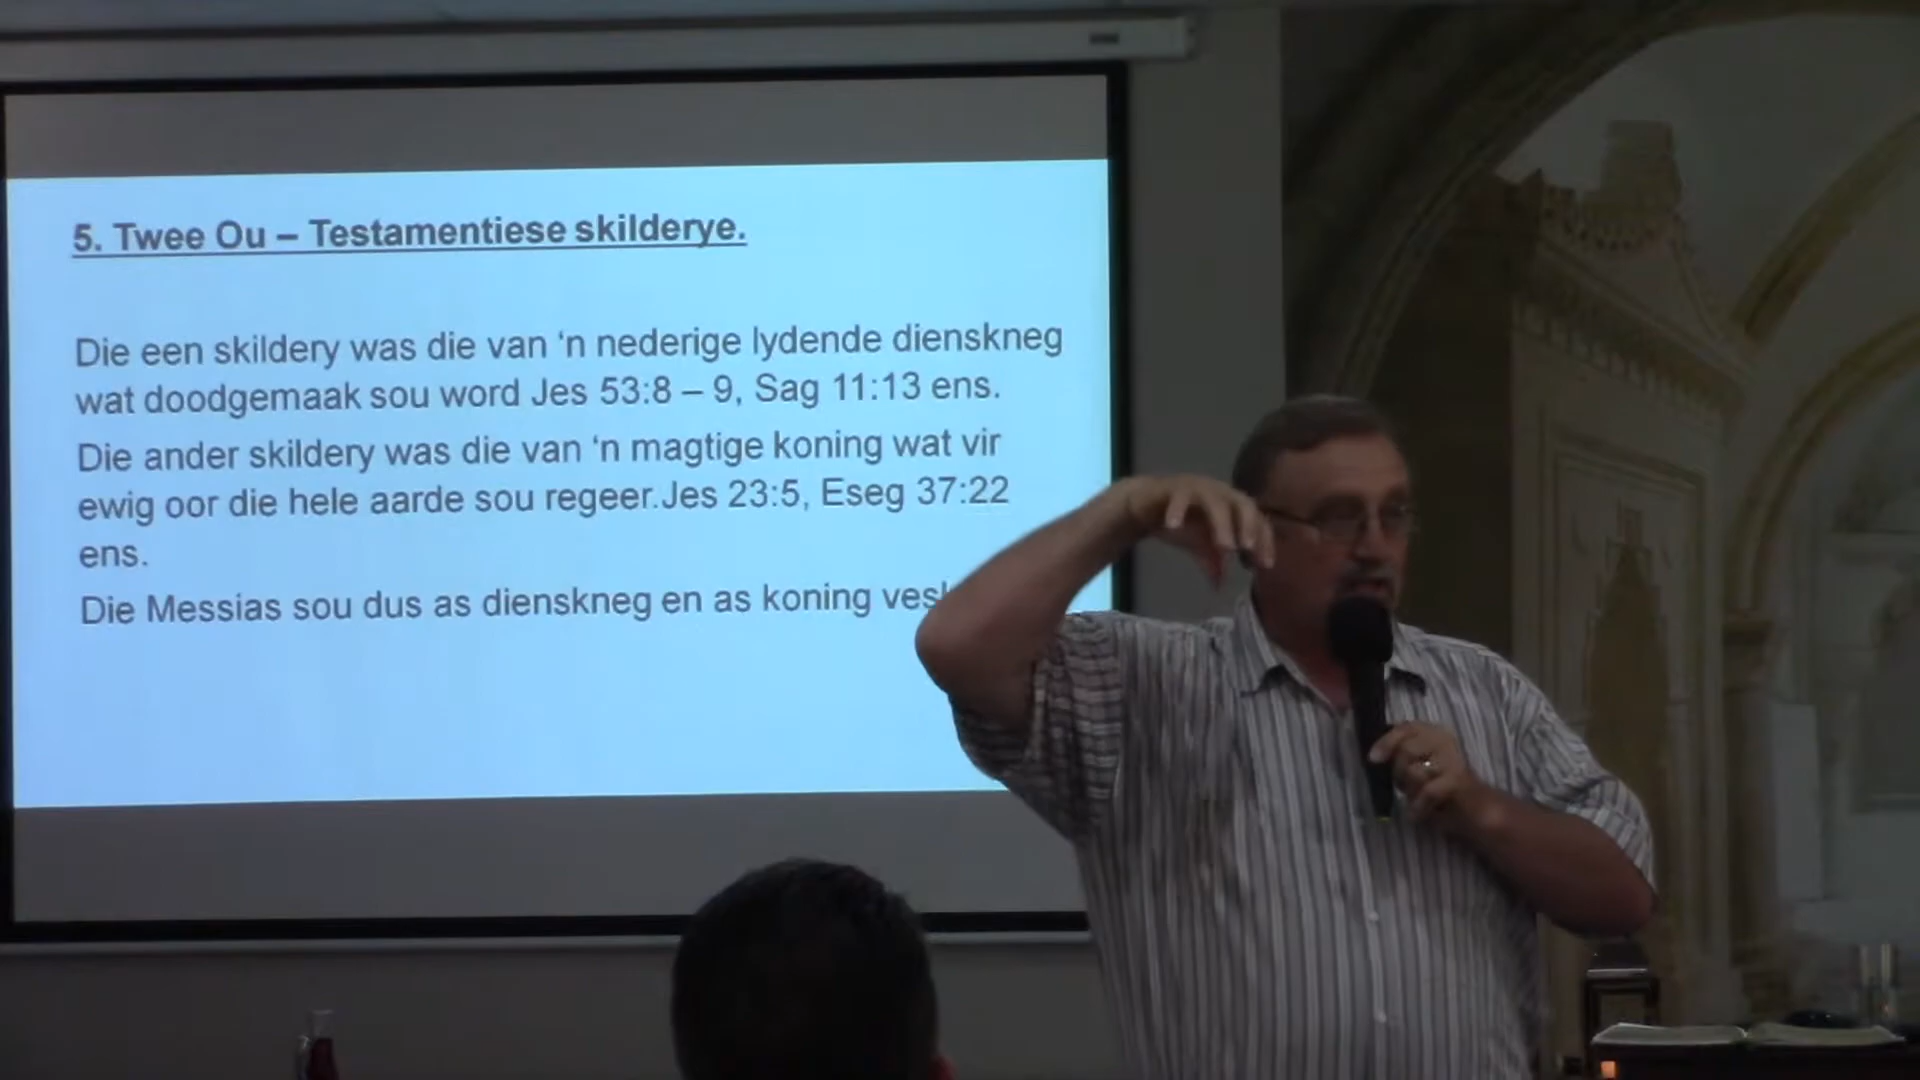 5. Twee Ou – Testamentiese skilderye.
Die een skildery was die van ‘n nederige lydende dienskneg
wat doodgemaak sou word Jes 53:8 – 9, Sag 11:13 ens.
Die ander skildery was die van ‘n magtige koning wat vir
ewig oor die hele aarde sou regeer.Jes 23:5, Eseg 37:22
ens.
Die Messias sou dus as dienskneg en as koning